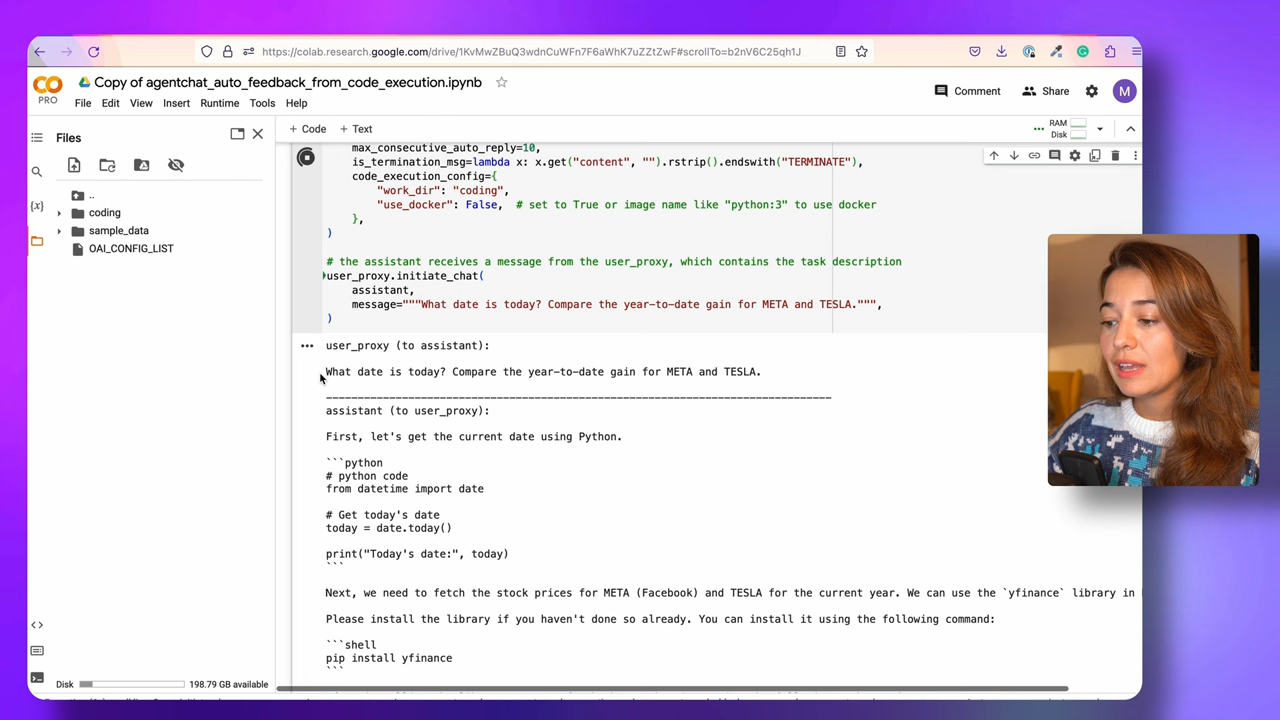 https://colab.research.google.com/drive/1KvMwZBuQ3wdnCuWFn7F6aWhK7uZZtZwF#scrollTo=b2nV6C25qh1J
CO
PRO
Copy of agentchat_auto_feedback_from_code_execution.ipynb
File Edit View Insert Runtime Tools Help
Comment
Share
M
Files
+ Code + Text
RAM
Disk
..
coding
sample_data
OAI_CONFIG_LIST
{x}
max_consecutive_auto_reply=10,
is_termination_msg=lambda x: x.get("content", "").rstrip().endswith("TERMINATE"),
code_execution_config={
"work_dir": "coding",
"use_docker": False, # set to True or image name like "python:3" to use docker
},
)
# the assistant receives a message from the user_proxy, which contains the task description
user_proxy.initiate_chat(
assistant,
message="""What date is today? Compare the year-to-date gain for META and TESLA.""",
)
user_proxy (to assistant):
What date is today? Compare the year-to-date gain for META and TESLA.
--------------------------------------------------------------------------------
assistant (to user_proxy):
First, let's get the current date using Python.
```python
# python code
from datetime import date
# Get today's date
today = date.today()
print("Today's date:", today)
```
Next, we need to fetch the stock prices for META (Facebook) and TESLA for the current year. We can use the `yfinance` library in
Please install the library if you haven't done so already. You can install it using the following command:
```shell
pip install yfinance
```
Disk
198.79 GB available